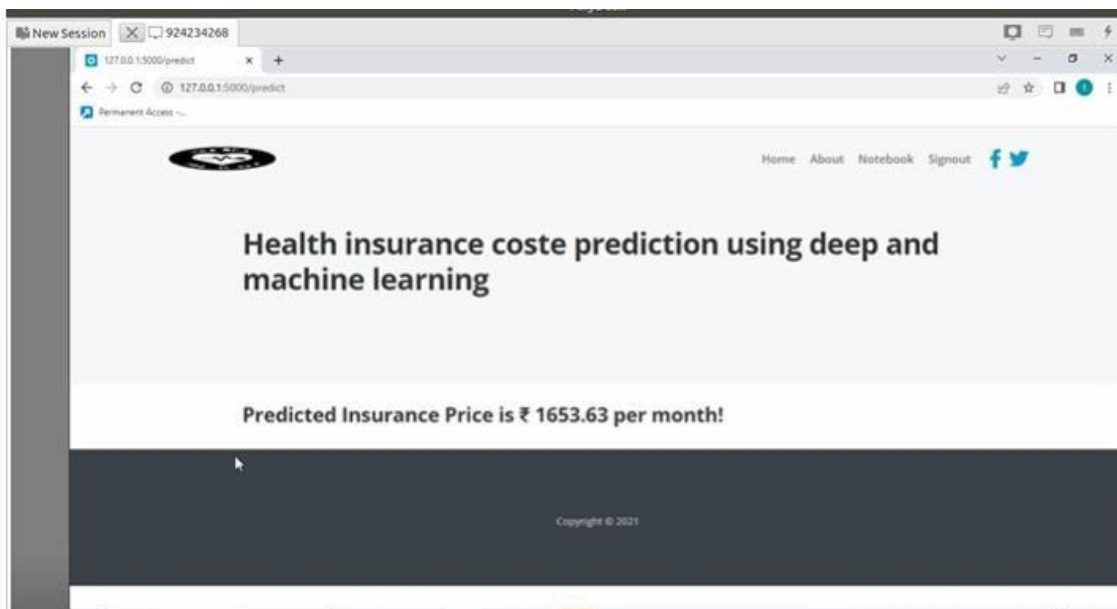 New Session
924234268
127.0.0.1:5000/predict
127.0.0.1:5000/predict
Permanent Access -...
Home About Notebook Signout
Health insurance coste prediction using deep and
machine learning
Predicted Insurance Price is ₹ 1653.63 per month!
Copyright © 2021